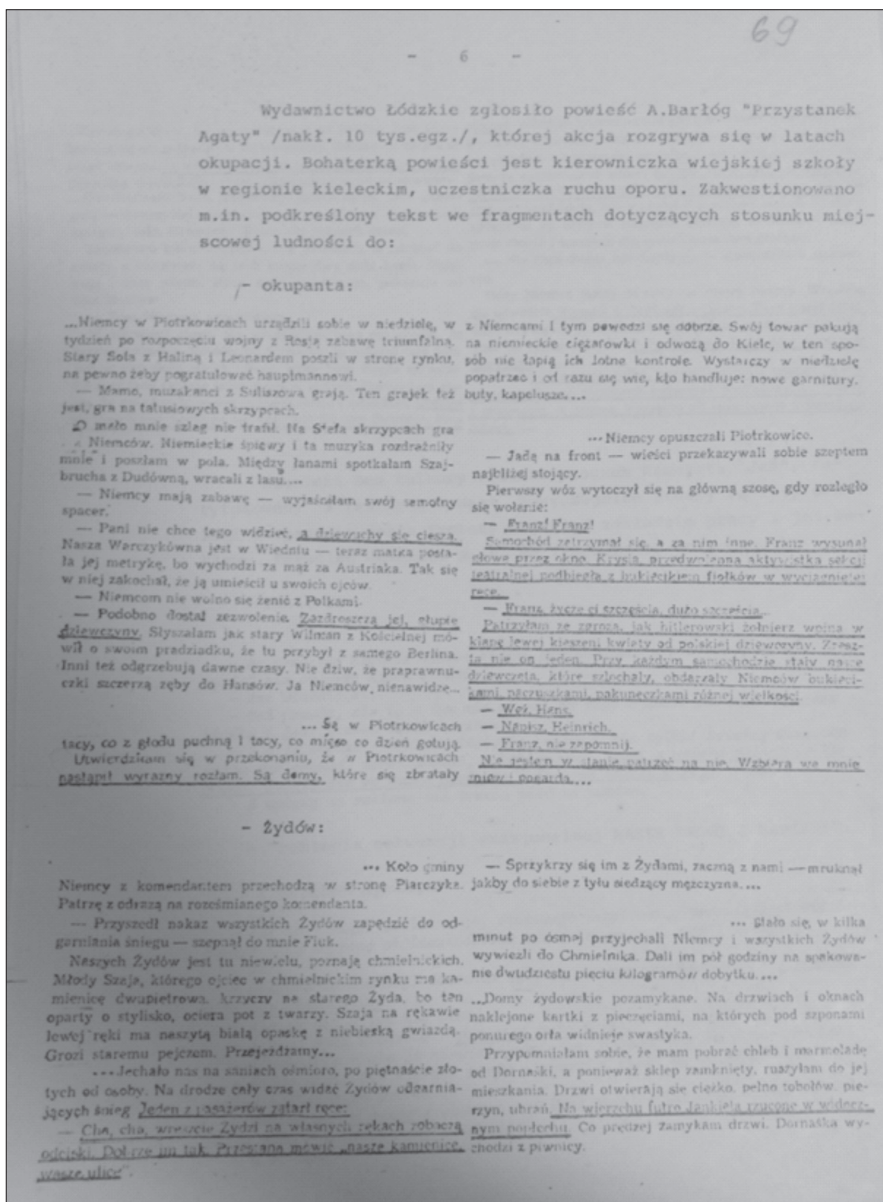 69
- 6 -
Wydawnictwo Łódzkie zgłosiło powieść A.Barłóg "Przystanek
Agaty" /nakł. 10 tys.egz./, której akcja rozgrywa się w latach
okupacji. Bohaterką powieści jest kierowniczka wiejskiej szkoły
w regionie kieleckim, uczestniczka ruchu oporu. Zakwestionowano
m.in. podkreślony tekst we fragmentach dotyczących stosunku miej-
scowej ludności do:
- okupanta:
...Niemcy w Piotrkowicach urządzili sobie w niedzielę, w
tydzień po rozpoczęciu wojny z Rosją zabawę triumfalną.
Stary Soła z Haliną i Leonardem poszli w stronę rynku,
na pewno żeby pogratulować hauptmannowi.
— Mamo, muzykanci z Suliszowa grają. Ten grajek też
jest, gra na tatusiowych skrzypcach.
O mało mnie szlag nie trafił. Na Stefa skrzypcach gra
Niemców. Niemieckie śpiewy i ta muzyka rozdrażniły
mnie i poszłam w pola. Między łanami spotkałam Szaj-
brucha z Dudówną, wracali z lasu....
— Niemcy mają zabawę — wyjaśniłam swój samotny
spacer.
— Pani nie chce tego widzieć, a dziewuchy się cieszą.
Nasza Warczykówna jest w Wiedniu — teraz matka posła-
ła jej metrykę, bo wychodzi za mąż za Austriaka. Tak się
w niej zakochał, że ją umieścił u swoich ojców.
— Niemcom nie wolno się żenić z Polkami.
— Podobno dostał zezwolenie. Zazdroszczą jej, głupie
dziewczyny. Słyszałam jak stary Wilman z Kościelnej mó-
wił o swoim pradziadku, że tu przybył z samego Berlina.
Inni też odgrzebują dawne czasy. Nie dziw, że praprawnu-
czki szczerzą zęby do Hansów. Ja Niemców nienawidzę...
... Są w Piotrkowicach
tacy, co z głodu puchną i tacy, co mięso co dzień gotują.
Utwierdziłam się w przekonaniu, że w Piotrkowicach
nastąpił wyraźny rozłam. Są domy, które się zbratały
z Niemcami i tym powodzi się dobrze. Swój towar pakują
na niemieckie ciężarówki i odwożą do Kielc, w ten spo-
sób nie łapią ich lotne kontrole. Wystarczy w niedzielę
popatrzeć i od razu się wie, kto handluje: nowe garnitury,
buty, kapelusze....
...Niemcy opuszczali Piotrkowice.
— Jadą na front — wieści przekazywali sobie szeptem
najbliżej stojący.
Pierwszy wóz wytoczył się na główną szosę, gdy rozległo
się wołanie:
— Franz! Franz!
Samochód zatrzymał się, a za nim inne. Franz wysunął
głowę przez okno. Krysia, przedwojenna aktywistka sekcji
teatralnej podbiegła z bukiecikiem fiołków w wyciągniętej
ręce.
— Franz, życzę ci szczęścia, dużo szczęścia.
Patrzyłam ze zgrozą, jak hitlerowski żołnierz wpina w
klapę lewej kieszeni kwiaty od polskiej dziewczyny. Zresz-
tą nie on jeden. Przy każdym samochodzie stały nasze
dziewczęta, które szlochały, obdarzały Niemców bukieci-
kami, paczuszkami, pakuneczkami różnej wielkości.
— Weź, Hans.
— Napisz, Heinrich.
— Franz, nie zapomnij.
Nie jestem w stanie patrzeć na nie. Wzbiera we mnie
gniew i pogarda....
- Żydów:
... Koło gminy
Niemcy z komendantem przechodzą w stronę Piarczyka.
Patrzę z odrazą na roześmianego komendanta.
— Przyszedł nakaz wszystkich Żydów zapędzić do od-
garniania śniegu — szepnął do mnie Fiuk.
Naszych Żydów jest tu niewielu, poznaję chmielnickich.
Młody Szaja, którego ojciec w chmielnickim rynku ma ka-
mienicę dwupiętrową, krzyczy na starego Żyda, bo ten
oparty o stylisko, ociera pot z twarzy. Szaja na rękawie
lewej ręki ma naszytą białą opaskę z niebieską gwiazdą.
Grozi staremu pejczem. Przejeżdżamy...
...Jechało nas na saniach ośmioro, po piętnaście zło-
tych od osoby. Na drodze cały czas widać Żydów odgarnia-
jących śnieg. Jeden z pasażerów zatarł ręce:
— Cha, cha, wreszcie Żydzi na własnych rękach zobaczą
odciski. Dobrze im tak. Przestaną mówić „nasze kamienice,
wasze ulice".
— Sprzykrzy się im z Żydami, zaczną z nami — mruknął
jakby do siebie z tyłu siedzący mężczyzna....
... Stało się, w kilka
minut po ósmej przyjechali Niemcy i wszystkich Żydów
wywieźli do Chmielnika. Dali im pół godziny na spakowa-
nie dwudziestu pięciu kilogramów dobytku....
...Domy żydowskie pozamykane. Na drzwiach i oknach
naklejone kartki z pieczęciami, na których pod szponami
ponurego orła widnieje swastyka.
Przypomniałam sobie, że mam pobrać chleb i marmoladę
od Dornaśki, a ponieważ sklep zamknięty, ruszyłam do jej
mieszkania. Drzwi otwierają się ciężko, pełno tobołów, pie-
rzyn, ubrań. Na wierzchu futro Jankiela rzucone w widocz-
nym popłochu. Co prędzej zamykam drzwi. Dornaśka wy-
chodzi z piwnicy.